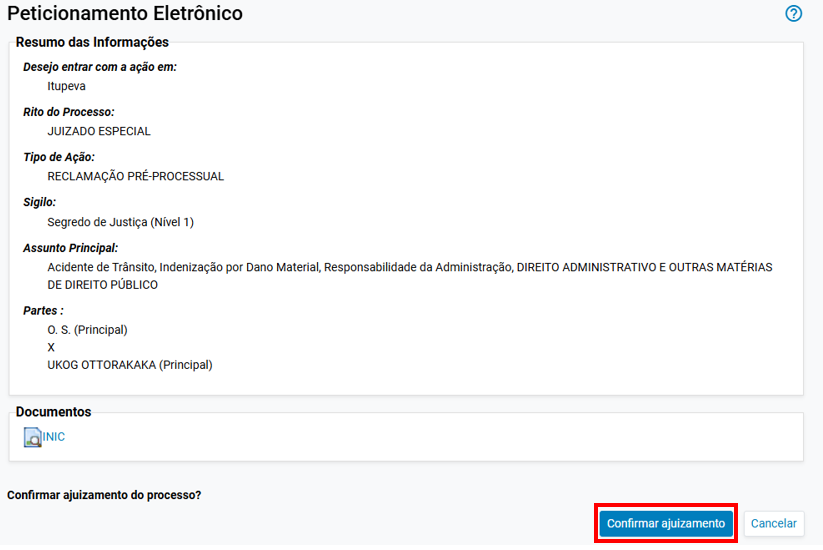 Peticionamento Eletrônico
?
Resumo das Informações
Desejo entrar com a ação em:
Itupeva
Rito do Processo:
JUIZADO ESPECIAL
Tipo de Ação:
RECLAMAÇÃO PRÉ-PROCESSUAL
Sigilo:
Segredo de Justiça (Nível 1)
Assunto Principal:
Acidente de Trânsito, Indenização por Dano Material, Responsabilidade da Administração, DIREITO ADMINISTRATIVO E OUTRAS MATÉRIAS
DE DIREITO PÚBLICO
Partes :
O. S. (Principal)
X
UKOG OTTORAKAKA (Principal)
Documentos
INIC
Confirmar ajuizamento do processo?
Confirmar ajuizamento
Cancelar